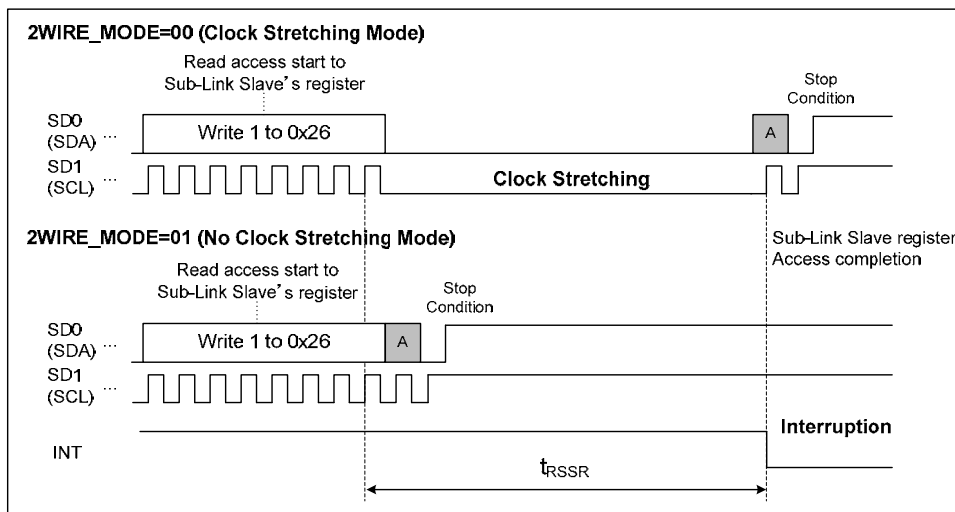 2WIRE_MODE=00 (Clock Stretching Mode)
Read access start to
Sub-Link Slave's register
Stop
Condition
SD0
(SDA) ...
Write 1 to 0x26
A
SD1
(SCL) ...
Clock Stretching
2WIRE_MODE=01 (No Clock Stretching Mode)
Sub-Link Slave register
Access completion
Read access start to
Sub-Link Slave's register
Stop
Condition
SD0
(SDA) ...
Write 1 to 0x26
A
SD1
(SCL) ...
Interruption
INT
tRSSR